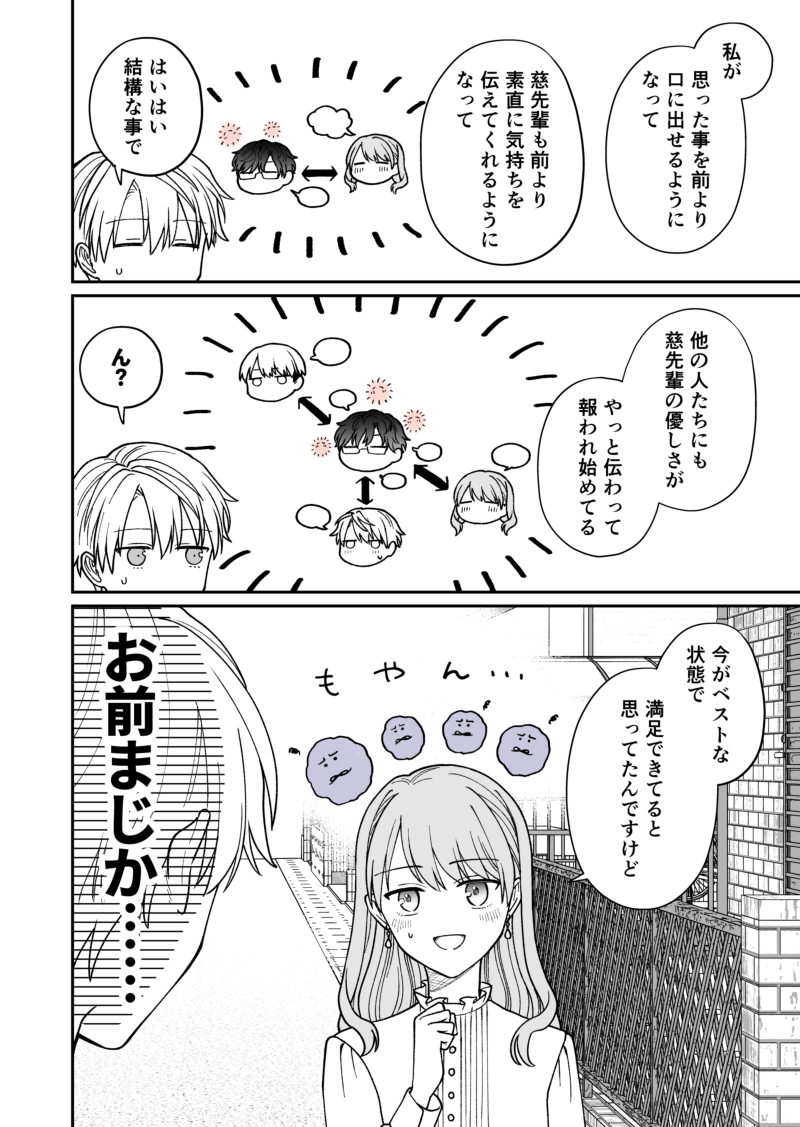 私が
思った事を前より
口に出せるように
なって
慈先輩も前より
素直に気持ちを
伝えてくれるように
なって
はいはい
結構な事で
他の人たちにも
慈先輩の優しさが
やっと伝わって
報われ始めてる
ん?
今がベストな
状態で
満足できてると
思ってたんですけど
もやん…
お前まじか……